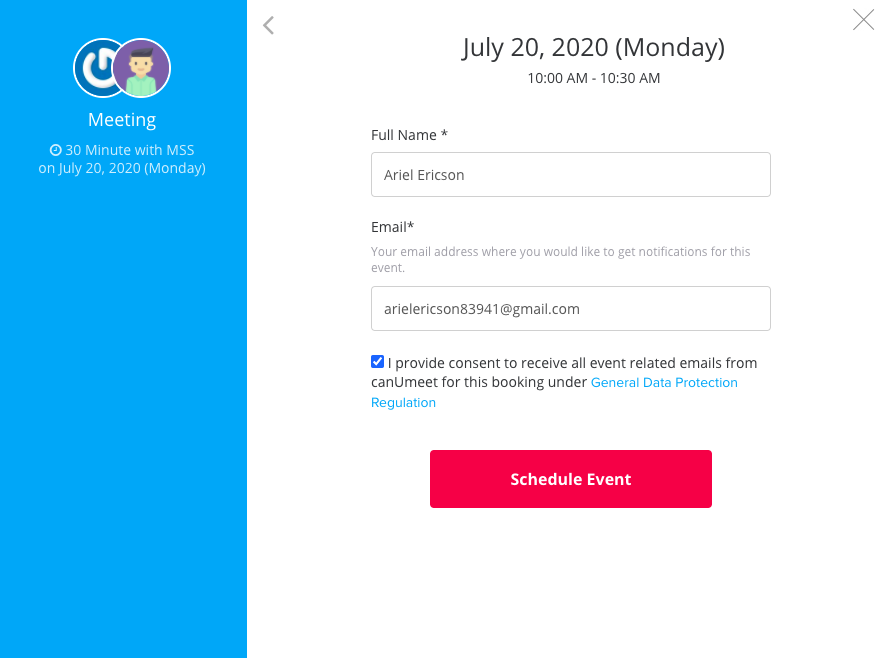 Meeting
30 Minute with MSS
on July 20, 2020 (Monday)
July 20, 2020 (Monday)
10:00 AM - 10:30 AM
Full Name *
Ariel Ericson
Email*
Your email address where you would like to get notifications for this
event.
arielericson83941@gmail.com
I provide consent to receive all event related emails from
canUmeet for this booking under General Data Protection
Regulation
Schedule Event